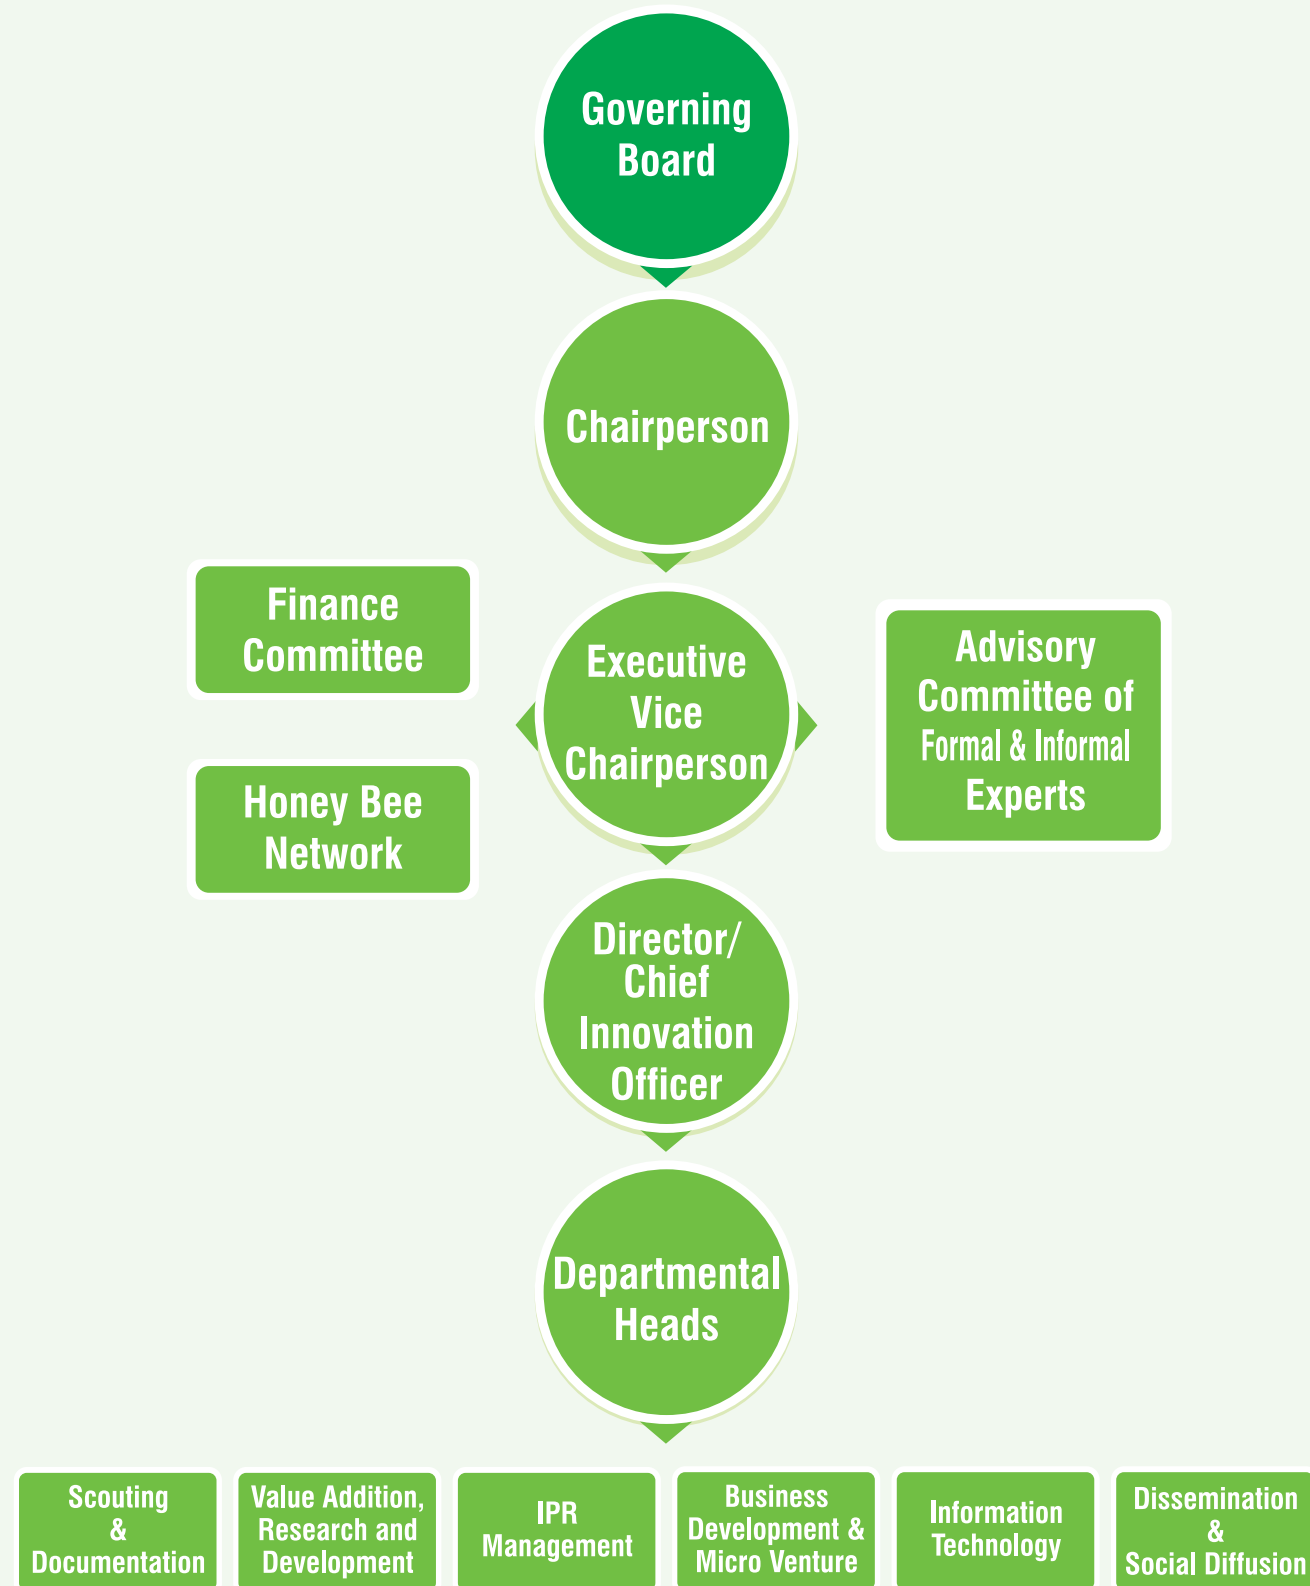 Governing
Board
Chairperson
Finance
Committee
Honey Bee
Network
Executive
Vice
Chairperson
Advisory
Committee of
Formal & Informal
Experts
Director/
Chief
Innovation
Officer
Departmental
Heads
Scouting
&
Documentation
Value Addition,
Research and
Development
IPR
Management
Business
Development &
Micro Venture
Information
Technology
Dissemination
&
Social Diffusion